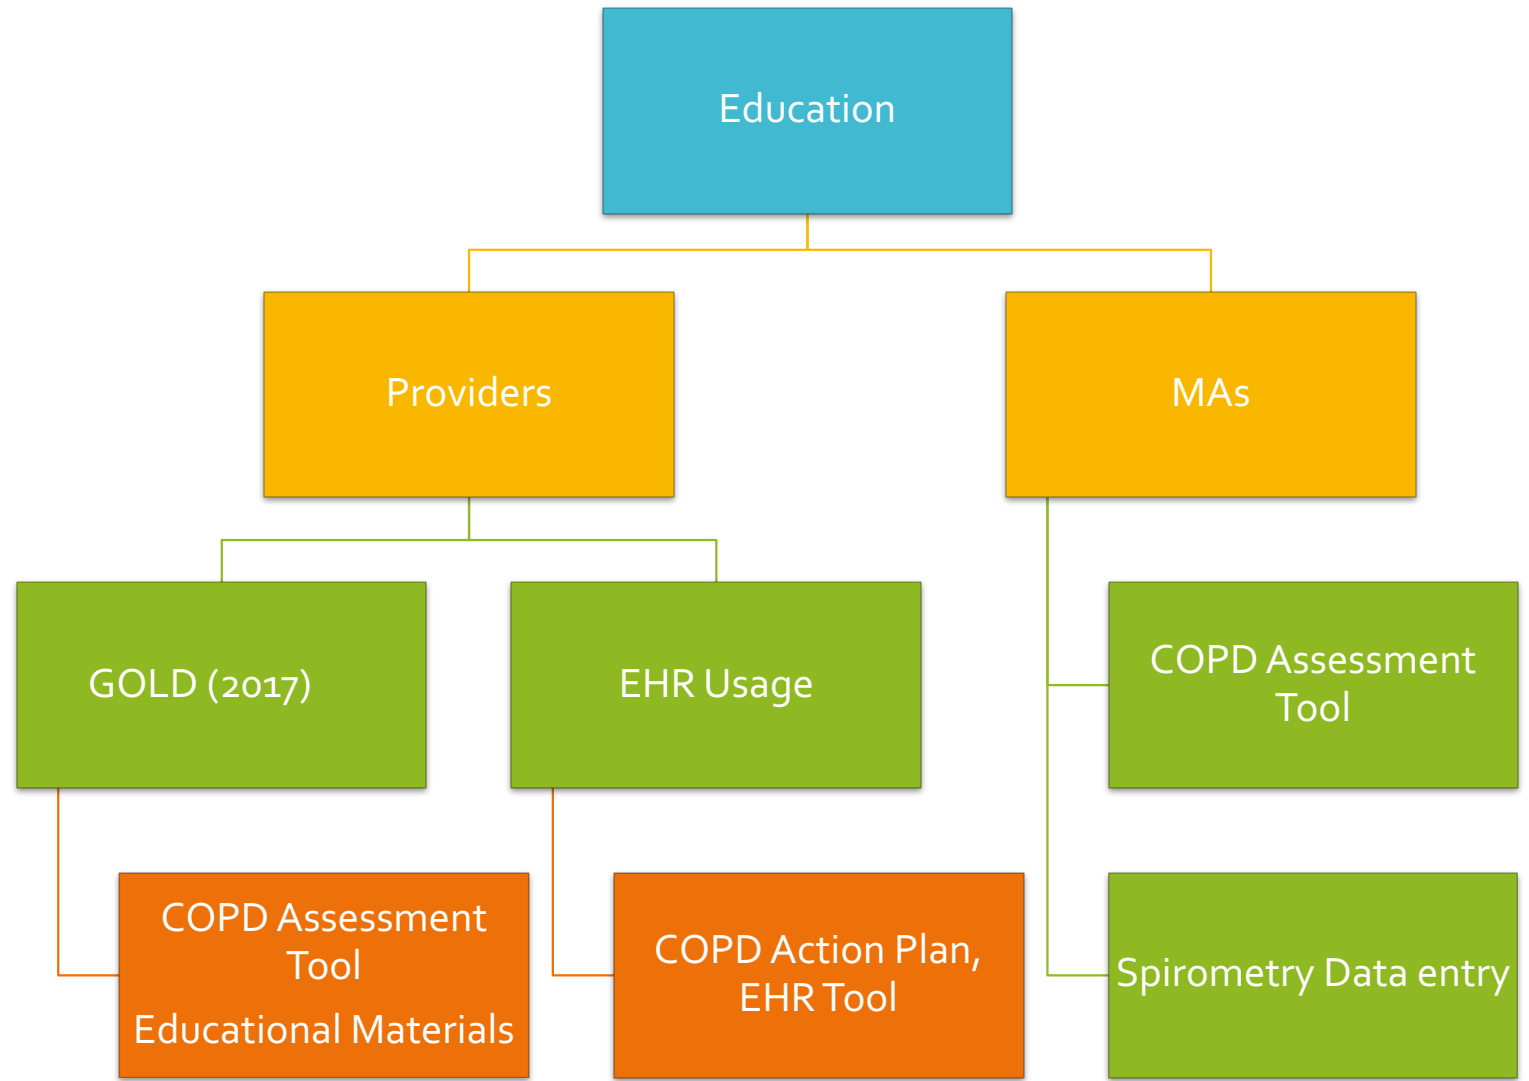 Education
Providers
MAs
GOLD (2017)
EHR Usage
COPD Assessment
Tool
COPD Assessment
Tool
Educational Materials
COPD Action Plan,
EHR Tool
Spirometry Data entry